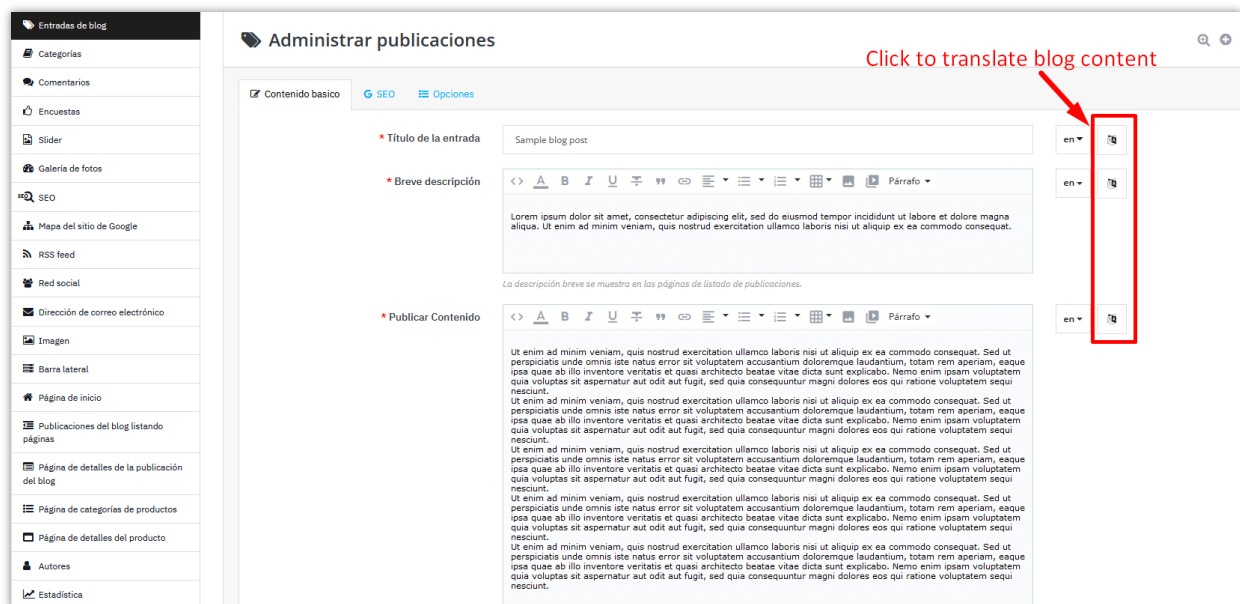 Entradas de blog
Categorías
Comentarios
Encuestas
Slider
Galería de fotos
SEO SEO
Mapa del sitio de Google
RSS feed
Red social
Dirección de correo electrónico
Imagen
Barra lateral
Página de inicio
Publicaciones del blog listando
páginas
Página de detalles de la publicación
del blog
Página de categorías de productos
Página de detalles del producto
Autores
Estadística
Administrar publicaciones
Click to translate blog content
Contenido basico G SEO Opciones
* Título de la entrada Sample blog post en
* Breve descripción A B I U T Párrafo en
Lorem ipsum dolor sit amet, consectetur adipiscing elit, sed do eiusmod tempor incididunt ut labore et dolore magna
aliqua. Ut enim ad minim veniam, quis nostrud exercitation ullamco laboris nisi ut aliquip ex ea commodo consequat.
La descripción breve se muestra en las páginas de listado de publicaciones.
* Publicar Contenido A B I U T Párrafo en
Ut enim ad minim veniam, quis nostrud exercitation ullamco laboris nisi ut aliquip ex ea commodo consequat. Sed ut
perspiciatis unde omnis iste natus error sit voluptatem accusantium doloremque laudantium, totam rem aperiam, eaque
ipsa quae ab illo inventore veritatis et quasi architecto beatae vitae dicta sunt explicabo. Nemo enim ipsam voluptatem
quia voluptas sit aspernatur aut odit aut fugit, sed quia consequuntur magni dolores eos qui ratione voluptatem sequi
nesciunt.
Ut enim ad minim veniam, quis nostrud exercitation ullamco laboris nisi ut aliquip ex ea commodo consequat. Sed ut
perspiciatis unde omnis iste natus error sit voluptatem accusantium doloremque laudantium, totam rem aperiam, eaque
ipsa quae ab illo inventore veritatis et quasi architecto beatae vitae dicta sunt explicabo. Nemo enim ipsam voluptatem
quia voluptas sit aspernatur aut odit aut fugit, sed quia consequuntur magni dolores eos qui ratione voluptatem sequi
nesciunt.
Ut enim ad minim veniam, quis nostrud exercitation ullamco laboris nisi ut aliquip ex ea commodo consequat. Sed ut
perspiciatis unde omnis iste natus error sit voluptatem accusantium doloremque laudantium, totam rem aperiam, eaque
ipsa quae ab illo inventore veritatis et quasi architecto beatae vitae dicta sunt explicabo. Nemo enim ipsam voluptatem
quia voluptas sit aspernatur aut odit aut fugit, sed quia consequuntur magni dolores eos qui ratione voluptatem sequi
nesciunt.
Ut enim ad minim veniam, quis nostrud exercitation ullamco laboris nisi ut aliquip ex ea commodo consequat. Sed ut
perspiciatis unde omnis iste natus error sit voluptatem accusantium doloremque laudantium, totam rem aperiam, eaque
ipsa quae ab illo inventore veritatis et quasi architecto beatae vitae dicta sunt explicabo. Nemo enim ipsam voluptatem
quia voluptas sit aspernatur aut odit aut fugit, sed quia consequuntur magni dolores eos qui ratione voluptatem sequi
nesciunt.
Ut enim ad minim veniam, quis nostrud exercitation ullamco laboris nisi ut aliquip ex ea commodo consequat. Sed ut
perspiciatis unde omnis iste natus error sit voluptatem accusantium doloremque laudantium, totam rem aperiam, eaque
ipsa quae ab illo inventore veritatis et quasi architecto beatae vitae dicta sunt explicabo. Nemo enim ipsam voluptatem
quia voluptas sit aspernatur aut odit aut fugit, sed quia consequuntur magni dolores eos qui ratione voluptatem sequi
nesciunt.